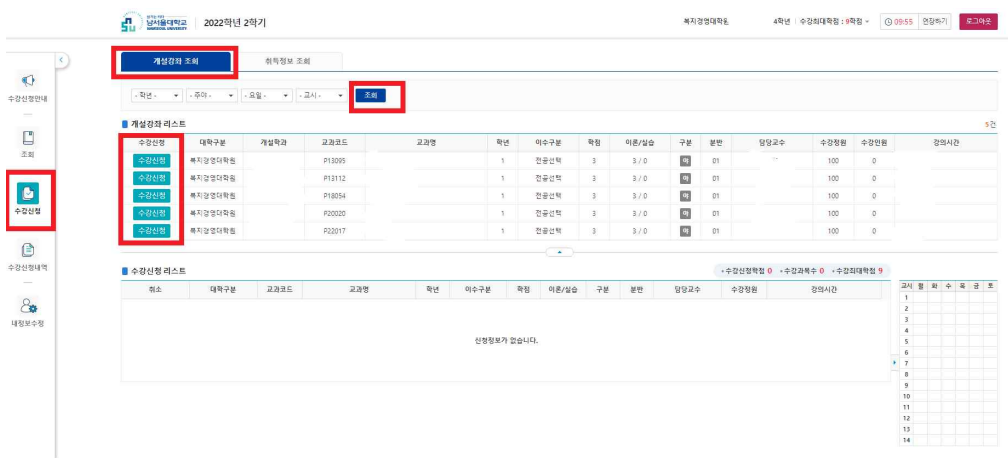 남서울대학교 2022학년 2학기 복지경영대학원 4학년 수강최대학점 : 9학점 09:55 연장하기 로그아웃
개설강좌 조회 취득정보 조회
- 학년 - - 주야 - - 요일 - - 교시 - 조회
개설강좌 리스트 5건
수강신청 대학구분 개설학과 교과코드 교과명 학년 이수구분 학점 이론/실습 구분 분반 담당교수 수강정원 수강인원 강의시간
수강신청 복지경영대학원 P13095 1 전공선택 3 3 / 0 야 01 100 0
수강신청 복지경영대학원 P13112 1 전공선택 3 3 / 0 야 01 100 0
수강신청 복지경영대학원 P18054 1 전공선택 3 3 / 0 야 01 100 0
수강신청 복지경영대학원 P20020 1 전공선택 3 3 / 0 야 01 100 0
수강신청 복지경영대학원 P22017 1 전공선택 3 3 / 0 야 01 100 0
수강신청 리스트 •수강신청학점 0 •수강과목수 0 •수강최대학점 9
취소 대학구분 교과코드 교과명 학년 이수구분 학점 이론/실습 구분 분반 담당교수 수강정원 강의시간
신청정보가 없습니다.
교시 월 화 수 목 금 토
1
2
3
4
5
6
7
8
9
10
11
12
13
14
수강신청안내
조회
수강신청
수강신청내역
내정보수정